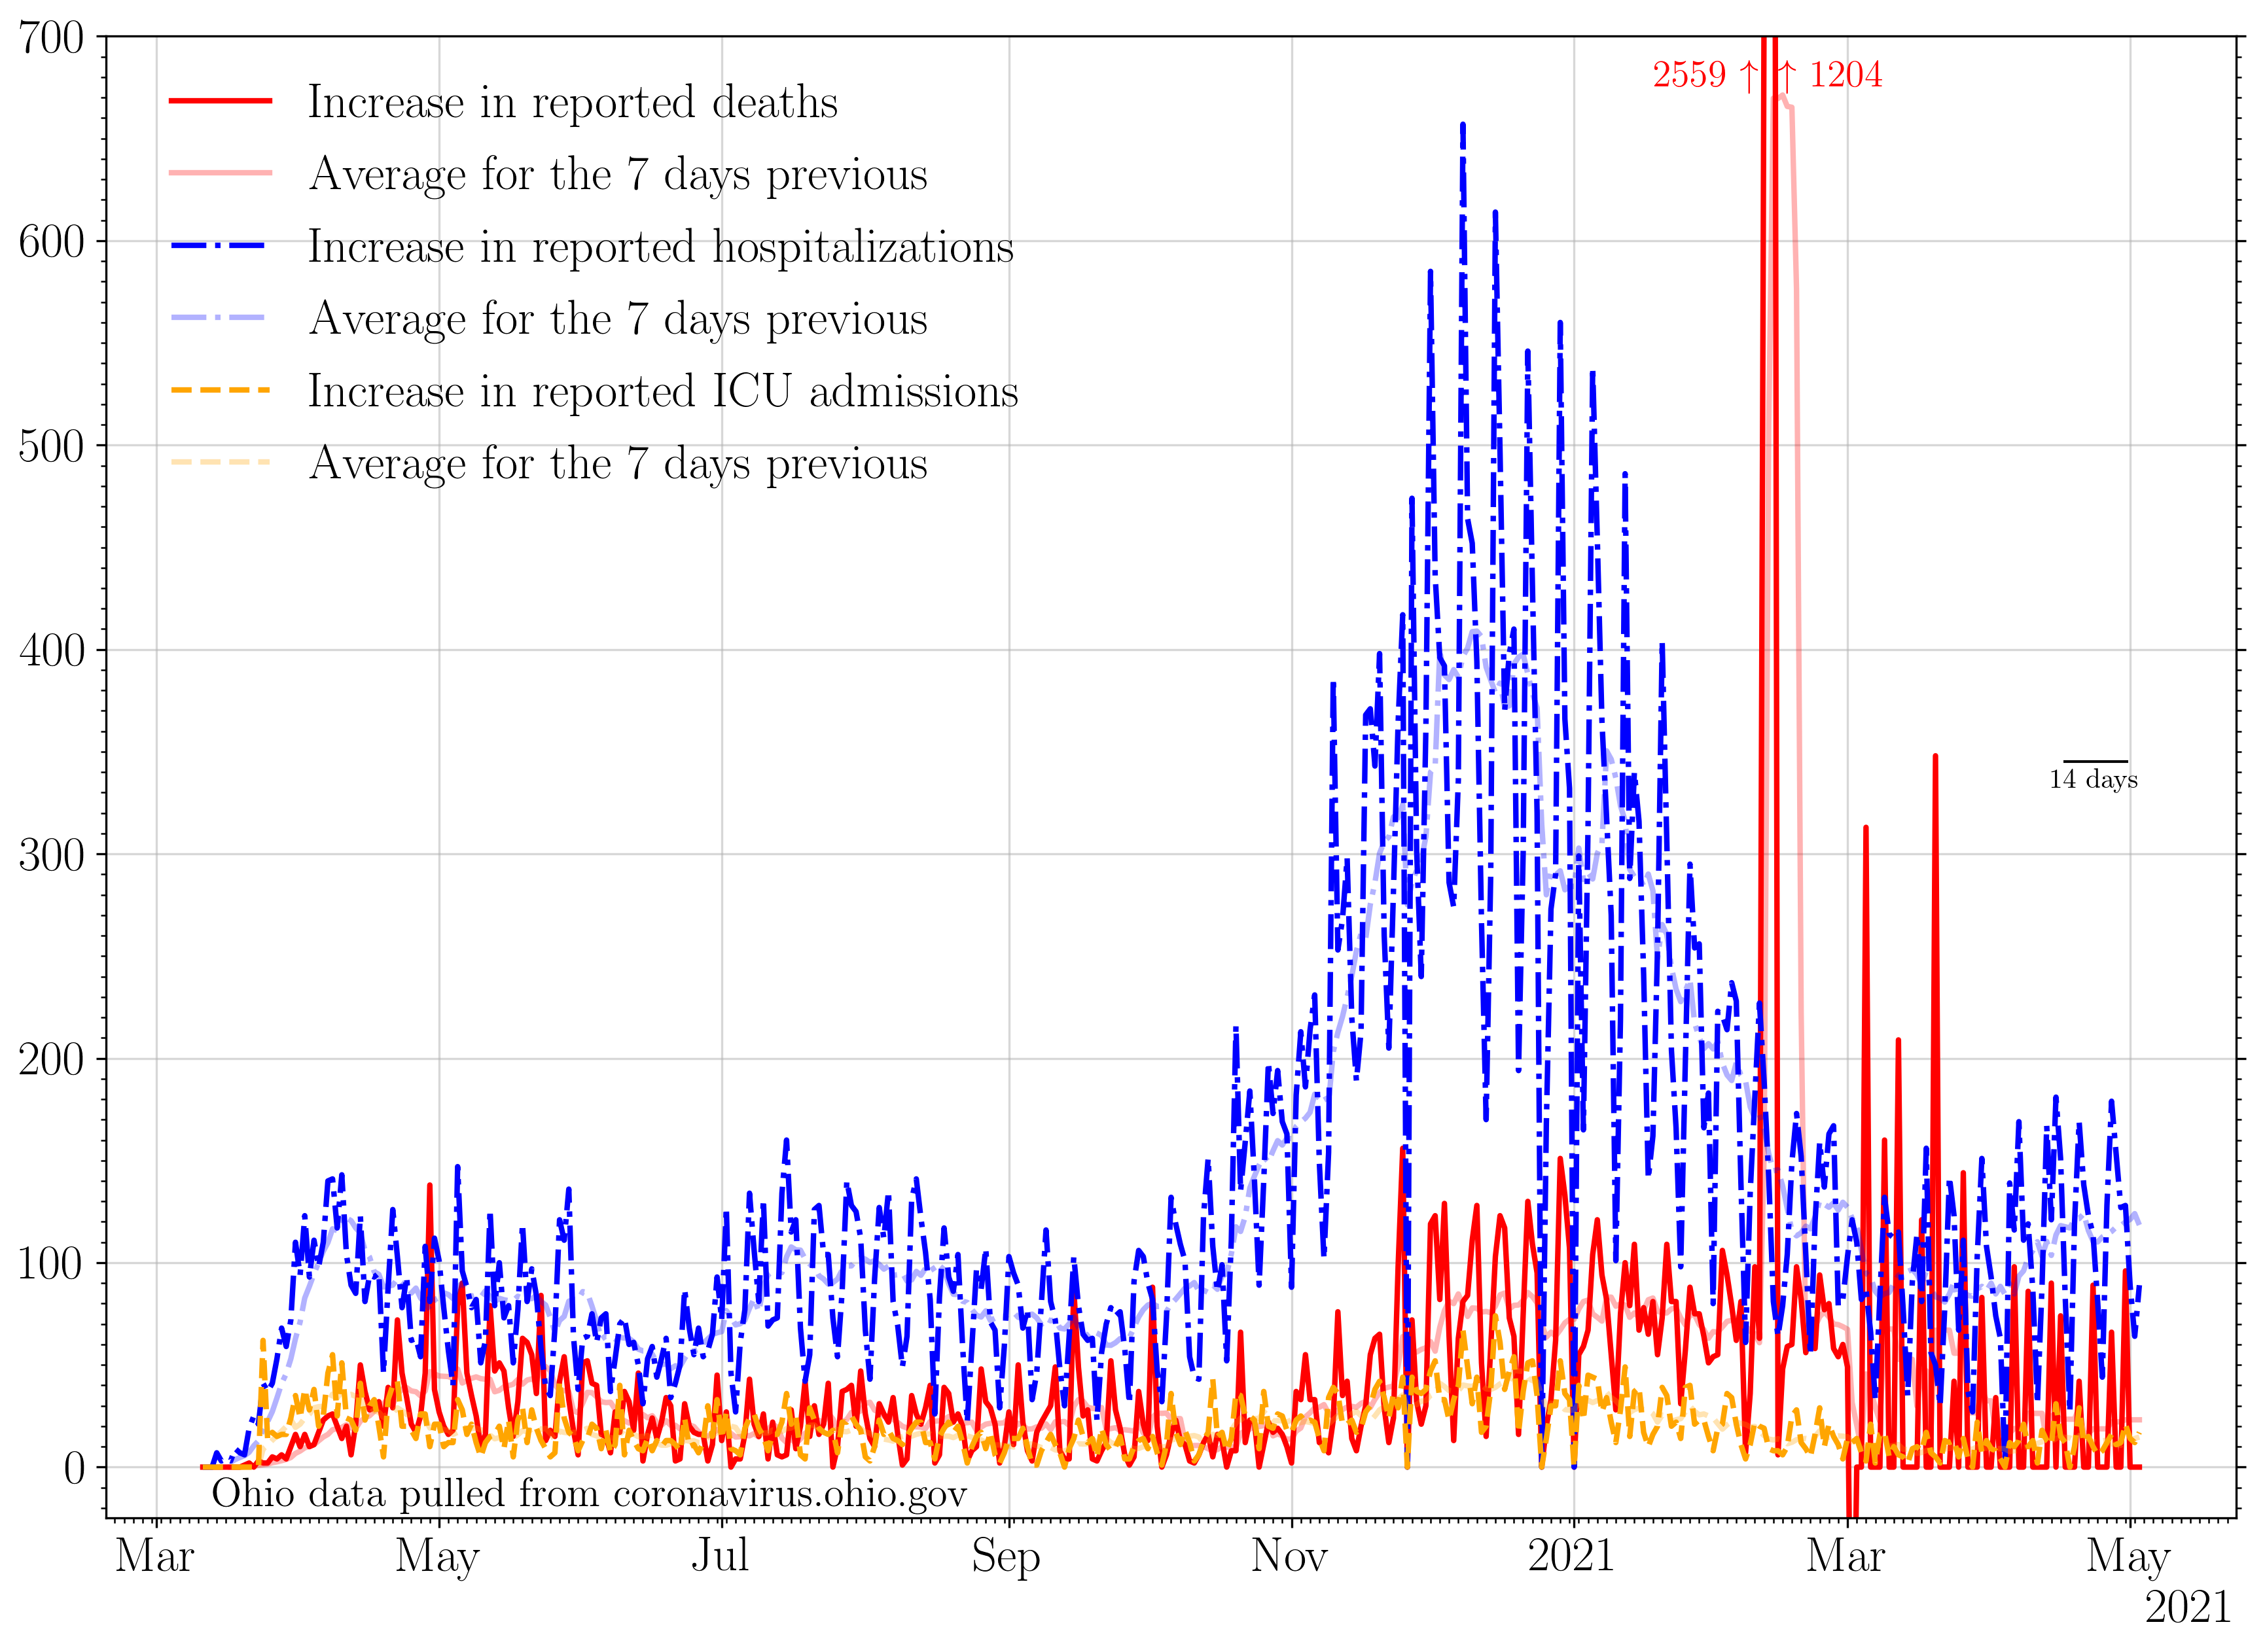 700
600
500
400
300
200
100
0
2559 ↑ ↑ 1204
Increase in reported deaths
Average for the 7 days previous
Increase in reported hospitalizations
Average for the 7 days previous
Increase in reported ICU admissions
Average for the 7 days previous
14 days
Ohio data pulled from coronavirus.ohio.gov
Mar May Jul Sep Nov 2021 Mar May
2021